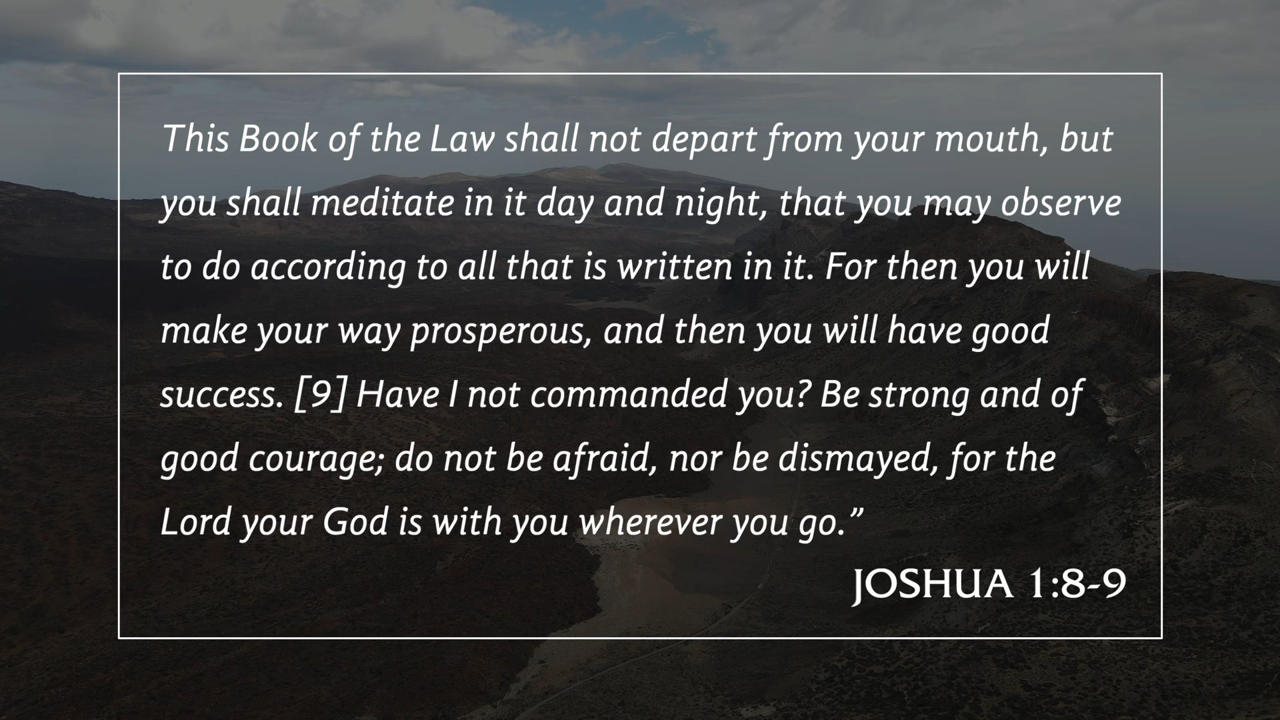 This Book of the Law shall not depart from your mouth, but
you shall meditate in it day and night, that you may observe
to do according to all that is written in it. For then you will
make your way prosperous, and then you will have good
success. [9] Have I not commanded you? Be strong and of
good courage; do not be afraid, nor be dismayed, for the
Lord your God is with you wherever you go.”
JOSHUA 1:8-9